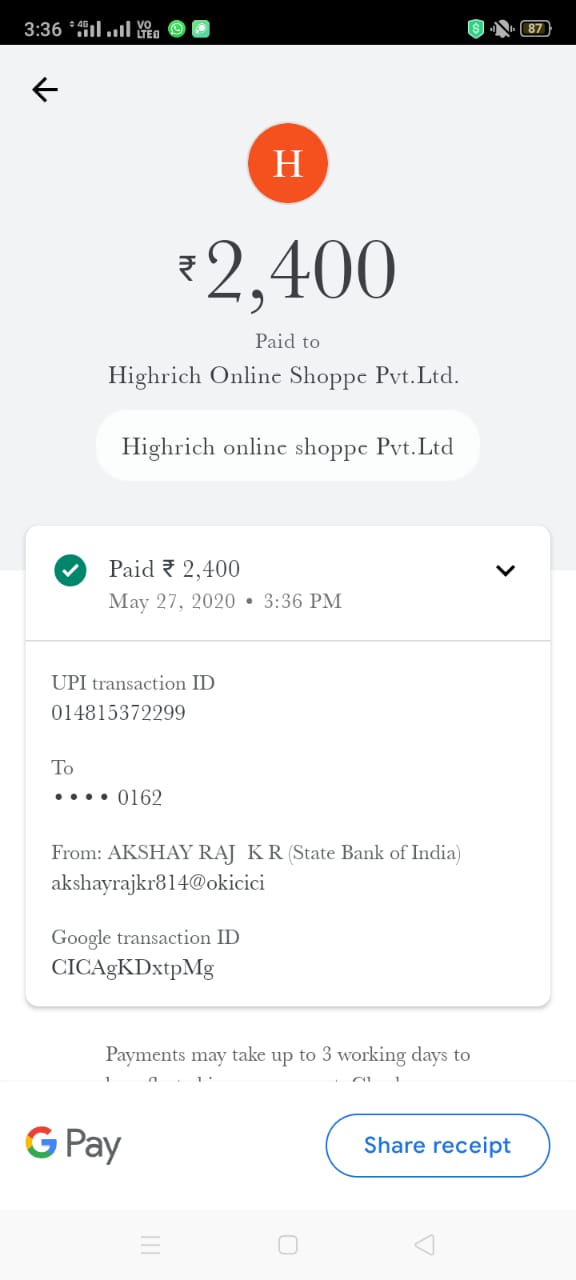 3:36 4G VO LTE 87
H
₹2,400
Paid to
Highrich Online Shoppe Pvt.Ltd.
Highrich online shoppe Pvt.Ltd
Paid ₹ 2,400
May 27, 2020 • 3:36 PM
UPI transaction ID
014815372299
To
•••• 0162
From: AKSHAY RAJ K R (State Bank of India)
akshayrajkr814@okicici
Google transaction ID
CICAgKDxtpMg
Payments may take up to 3 working days to
G Pay
Share receipt